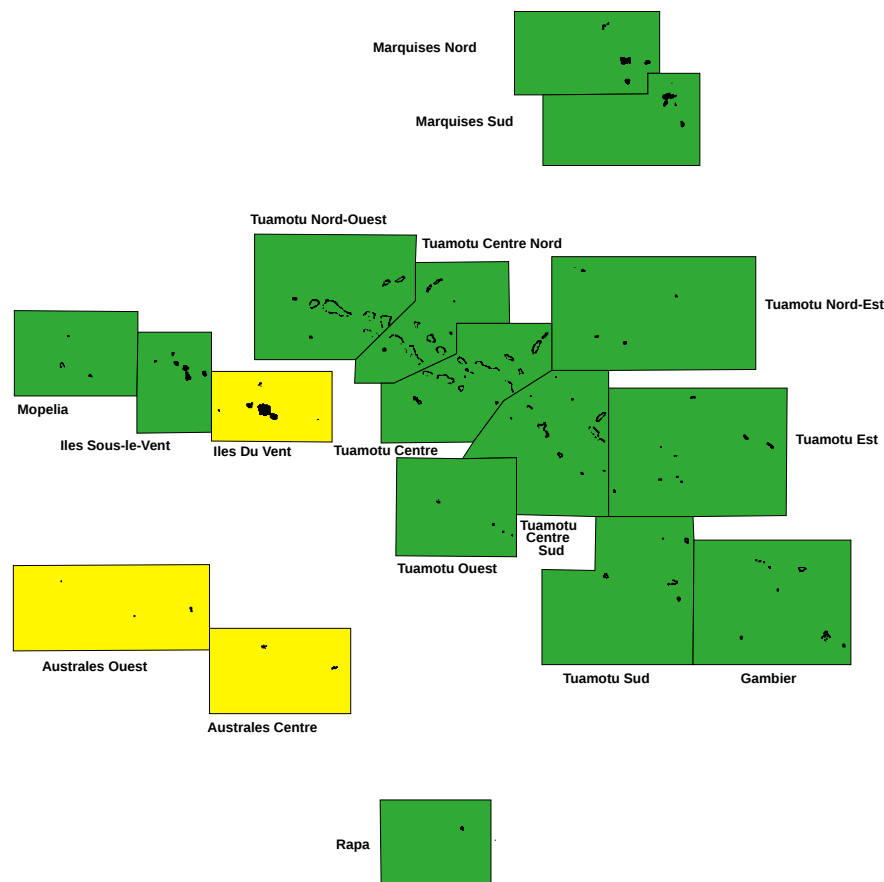 Marquises Nord
Marquises Sud
Tuamotu Nord-Ouest
Tuamotu Centre Nord
Tuamotu Nord-Est
Mopelia
Iles Sous-le-Vent
Iles Du Vent
Tuamotu Centre
Tuamotu Est
Tuamotu
Centre
Sud
Tuamotu Ouest
Australes Ouest
Tuamotu Sud
Gambier
Australes Centre
Rapa